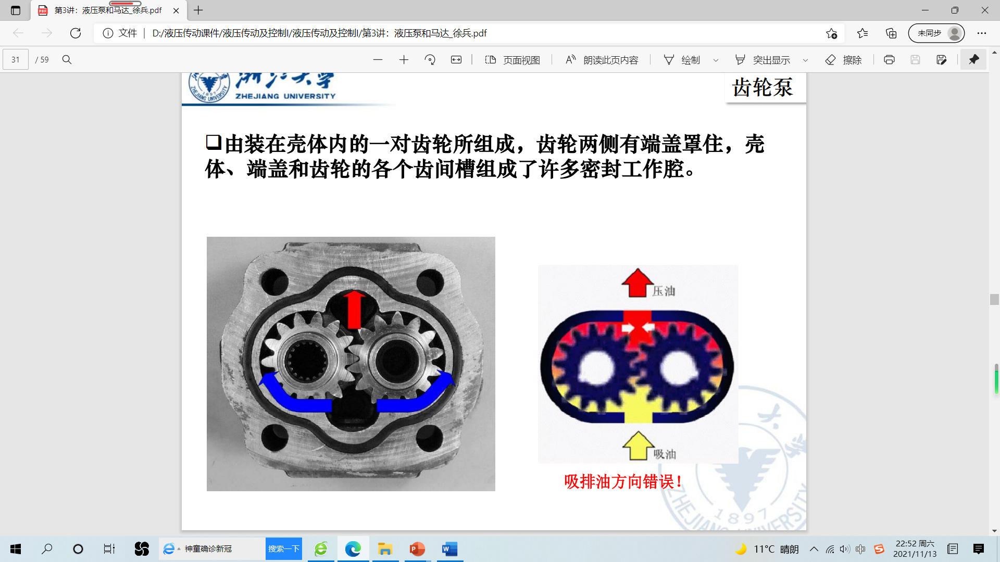 第3讲：液压泵和马达_徐兵.pdf
文件
D:/液压传动课件/液压传动及控制I/液压传动及控制I/第3讲：液压泵和马达_徐兵.pdf
未同步
31 / 59
页面视图
朗读此页内容
绘制
突出显示
擦除
浙江大学
ZHEJIANG UNIVERSITY
1897
齿轮泵
由装在壳体内的一对齿轮所组成，齿轮两侧有端盖罩住，壳
体、端盖和齿轮的各个齿间槽组成了许多密封工作腔。
压油
吸油
吸排油方向错误！
ZHEJIANG UNIVERSITY
1897
神童确诊新冠
搜索一下
11°C 晴朗
中
22:52 周六
2021/11/13